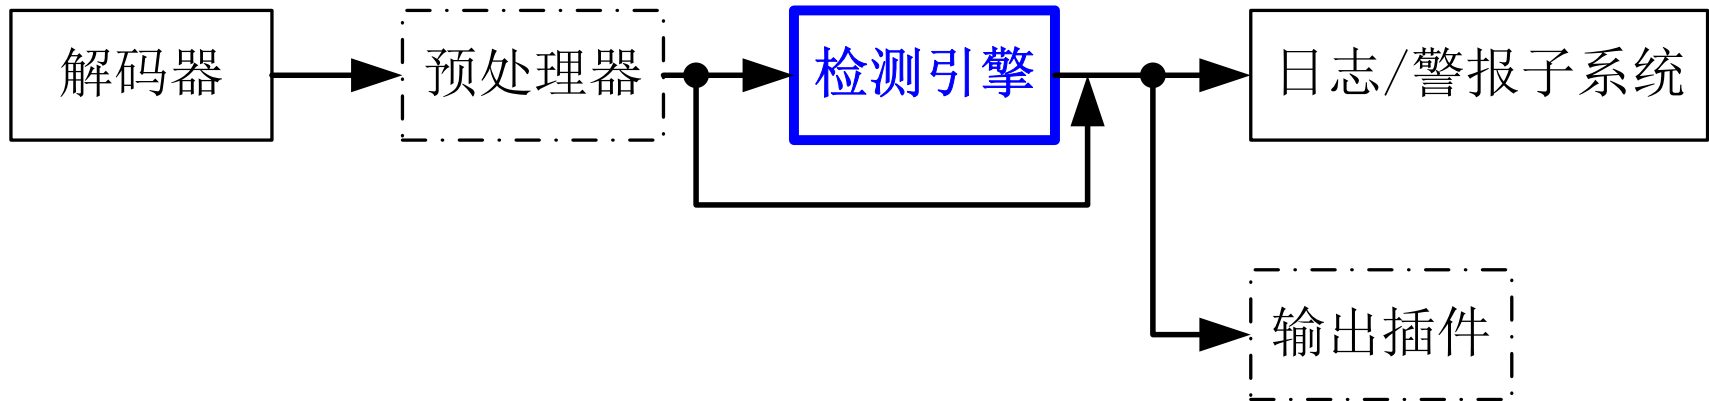 解码器
预处理器
检测引擎
日志/警报子系统
输出插件